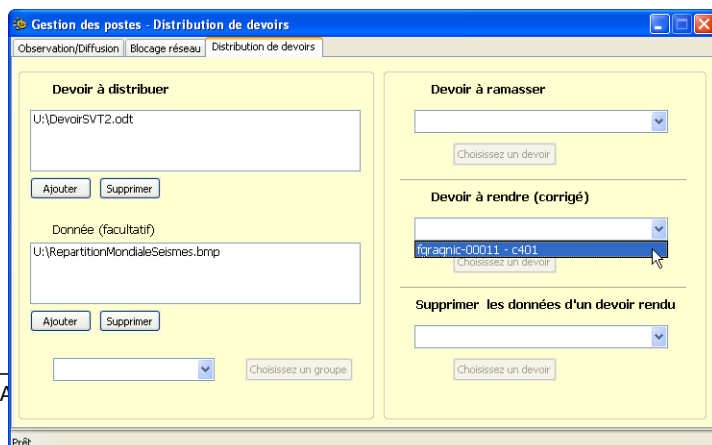 Gestion des postes - Distribution de devoirs
Observation/Diffusion Blocage réseau Distribution de devoirs
Devoir à distribuer
U:\DevoirSVT2.odt
Ajouter Supprimer
Donnée (facultatif)
U:\RepartitionMondialeSeismes.bmp
Ajouter Supprimer
Choisissez un groupe
Devoir à ramasser
Choisissez un devoir
Devoir à rendre (corrigé)
fgragnic-00011 - c401
Choisissez un devoir
Supprimer les données d'un devoir rendu
Choisissez un devoir
A
Prêt